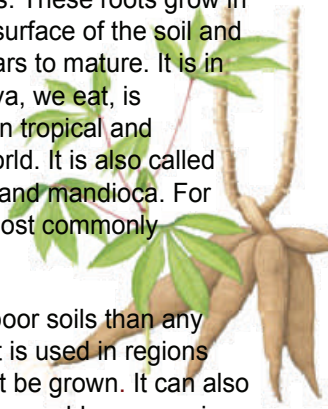 s. These roots grow in
surface of the soil and
ars to mature. It is in
va, we eat, is
n tropical and
orld. It is also called
and mandioca. For
ost commonly
poor soils than any
t is used in regions
t be grown. It can also